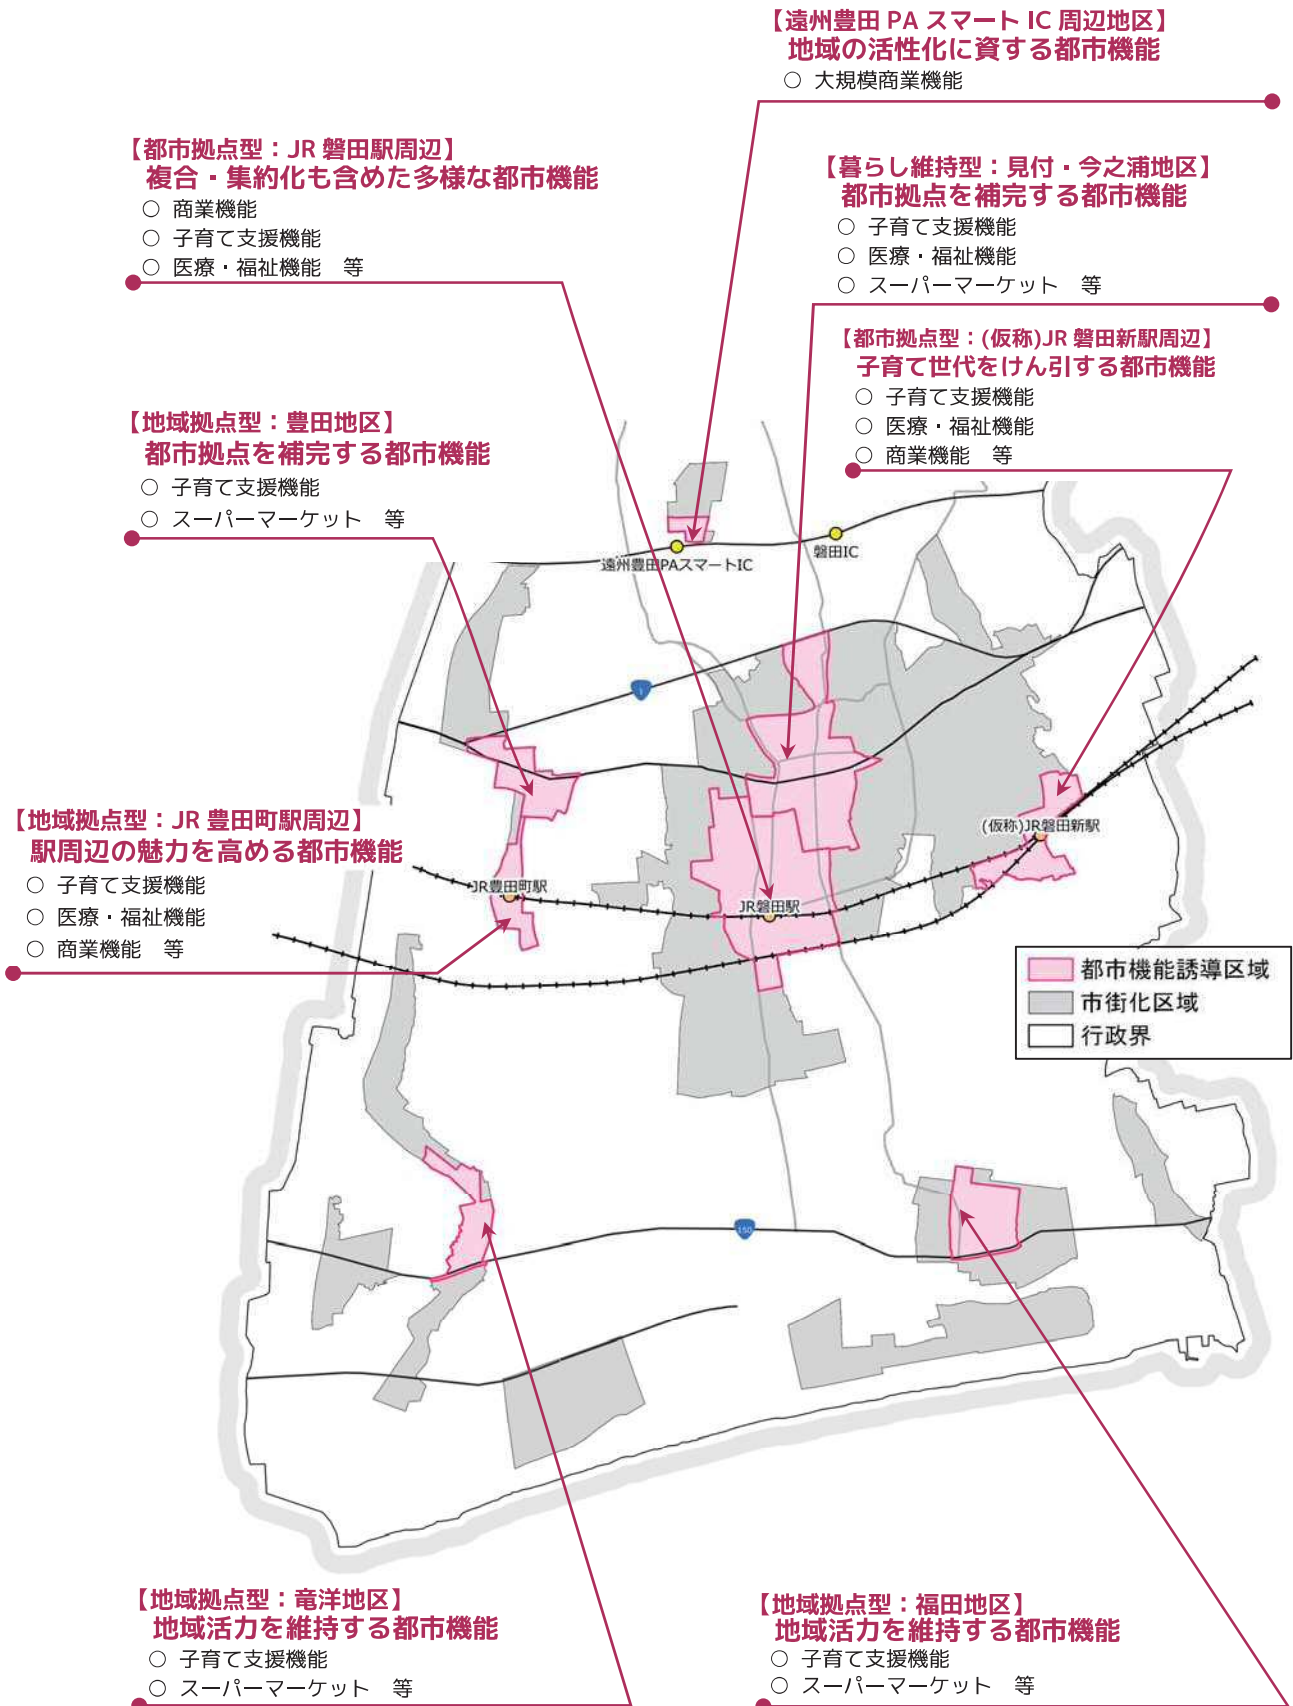 【遠州豊田 PA スマート IC 周辺地区】
地域の活性化に資する都市機能
○ 大規模商業機能
【都市拠点型：JR 磐田駅周辺】
複合・集約化も含めた多様な都市機能
○ 商業機能
○ 子育て支援機能
○ 医療・福祉機能　等
【暮らし維持型：見付・今之浦地区】
都市拠点を補完する都市機能
○ 子育て支援機能
○ 医療・福祉機能
○ スーパーマーケット　等
【都市拠点型：(仮称)JR 磐田新駅周辺】
子育て世代をけん引する都市機能
○ 子育て支援機能
○ 医療・福祉機能
○ 商業機能　等
【地域拠点型：豊田地区】
都市拠点を補完する都市機能
○ 子育て支援機能
○ スーパーマーケット　等
磐田IC
遠州豊田PAスマートIC
1
【地域拠点型：JR 豊田町駅周辺】
駅周辺の魅力を高める都市機能
○ 子育て支援機能
○ 医療・福祉機能
○ 商業機能　等
(仮称)JR磐田新駅
JR豊田町駅
JR磐田駅
都市機能誘導区域
市街化区域
行政界
150
【地域拠点型：竜洋地区】
地域活力を維持する都市機能
○ 子育て支援機能
○ スーパーマーケット　等
【地域拠点型：福田地区】
地域活力を維持する都市機能
○ 子育て支援機能
○ スーパーマーケット　等